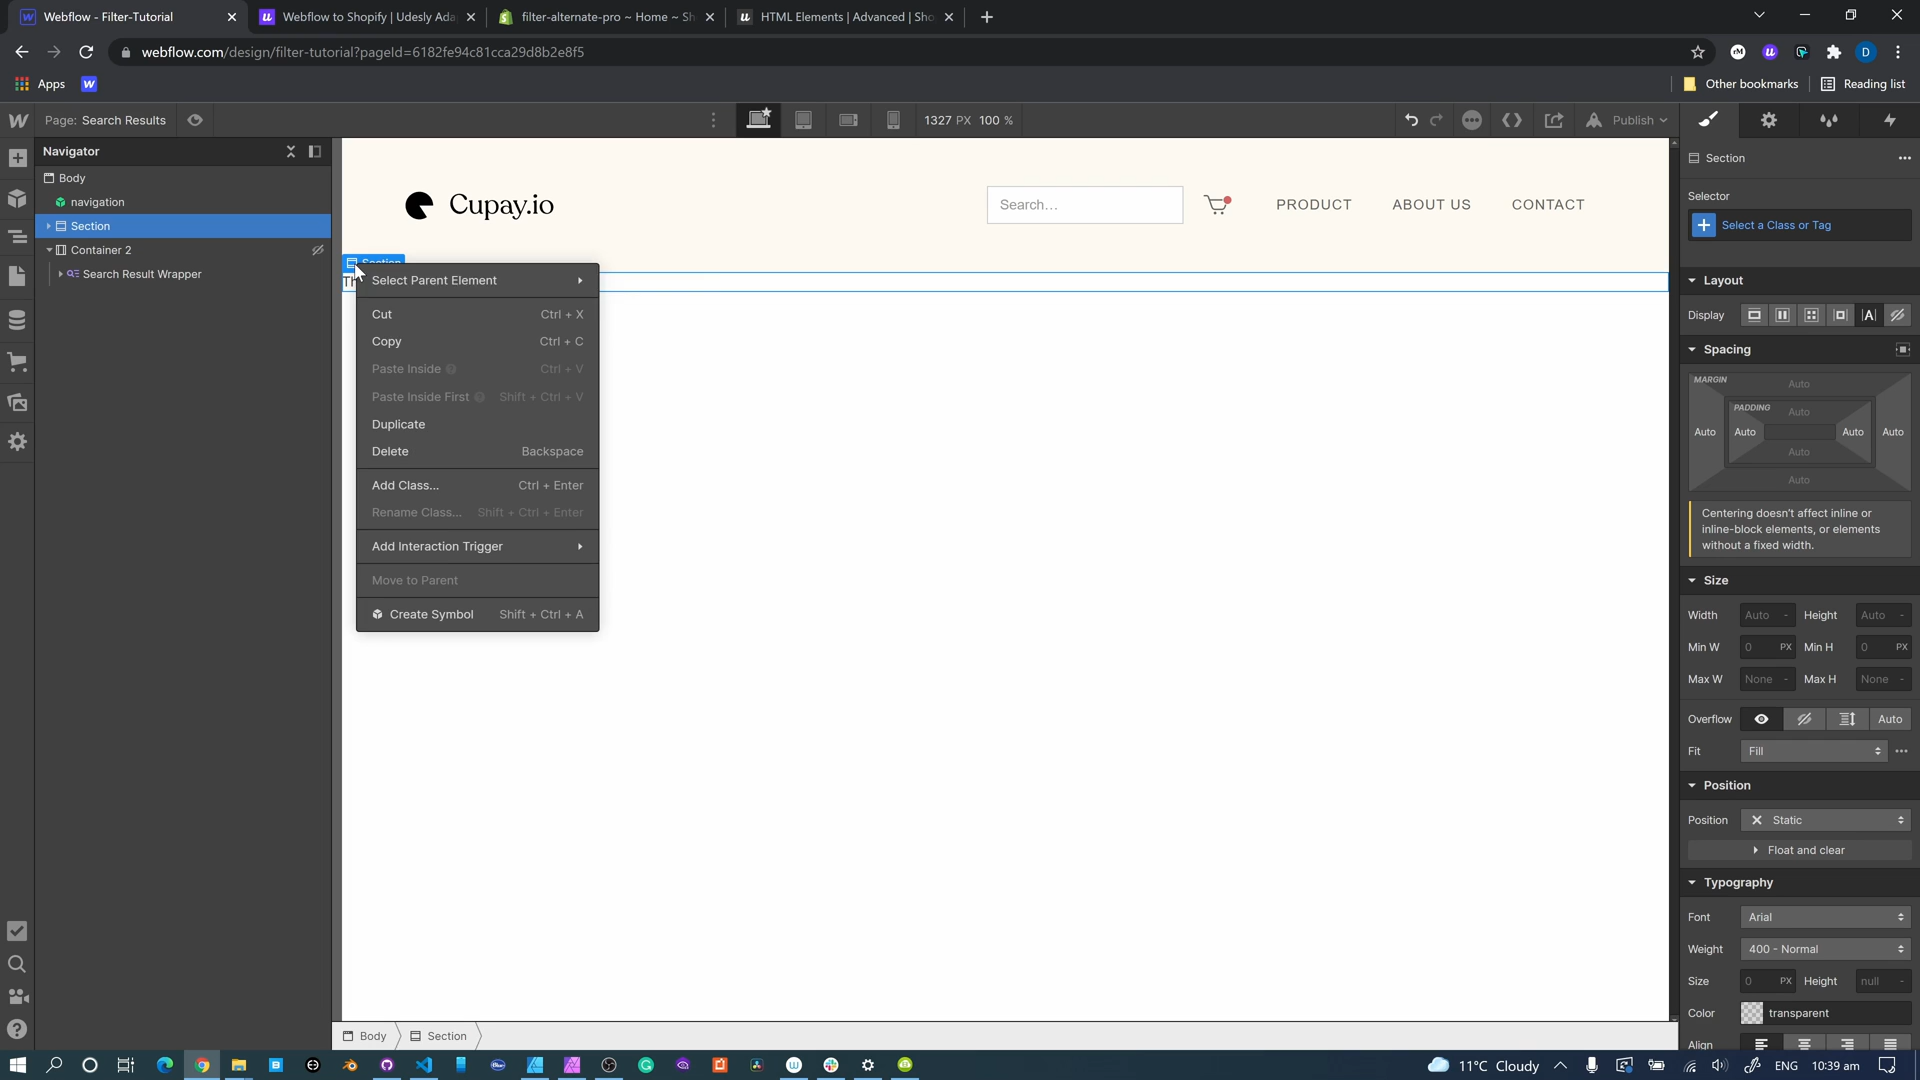 Webflow - Filter-Tutorial
Webflow to Shopify | Udesly Ada
filter-alternate-pro ~ Home ~ Sh
HTML Elements | Advanced | Sho
webflow.com/design/filter-tutorial?pageId=6182fe94c81cca29d8b2e8f5
D
Apps
Other bookmarks
Reading list
Page: Search Results
1327 PX 100 %
Publish
Navigator
Body
navigation
Section
Container 2
Search Result Wrapper
Cupay.io
Search...
PRODUCT
ABOUT US
CONTACT
Section
Select Parent Element
Cut Ctrl + X
Copy Ctrl + C
Paste Inside Ctrl + V
Paste Inside First Shift + Ctrl + V
Duplicate
Delete Backspace
Add Class... Ctrl + Enter
Rename Class... Shift + Ctrl + Enter
Add Interaction Trigger
Move to Parent
Create Symbol Shift + Ctrl + A
Section
Selector
Select a Class or Tag
Layout
Display
Spacing
MARGIN
Auto
PADDING
Auto
Auto Auto Auto Auto
Auto
Auto
Centering doesn't affect inline or
inline-block elements, or elements
without a fixed width.
Size
Width Auto - Height Auto -
Min W 0 PX Min H 0 PX
Max W None - Max H None -
Overflow Auto
Fit Fill
Position
Position Static
Float and clear
Typography
Font Arial
Weight 400 - Normal
Size 0 PX Height null -
Color transparent
Align
Body
Section
11°C Cloudy
ENG
10:39 am